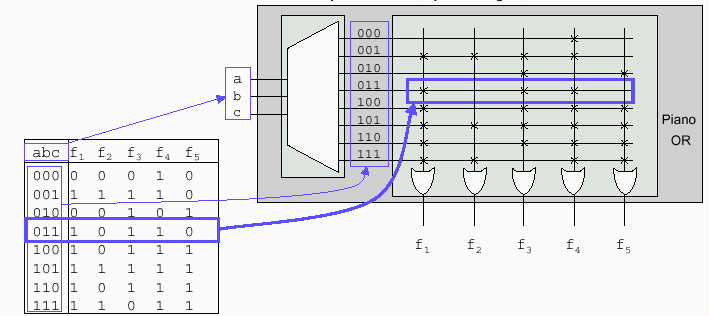 000
001
010
011
100
101
110
111
a
b
c
Piano
OR
f1 f2 f3 f4 f5
abc f1 f2 f3 f4 f5
000 0 0 0 1 0
001 1 1 1 1 0
010 0 0 1 0 1
011 1 0 1 1 0
100 1 0 1 1 1
101 1 1 1 1 1
110 1 0 1 1 1
111 1 1 0 1 1